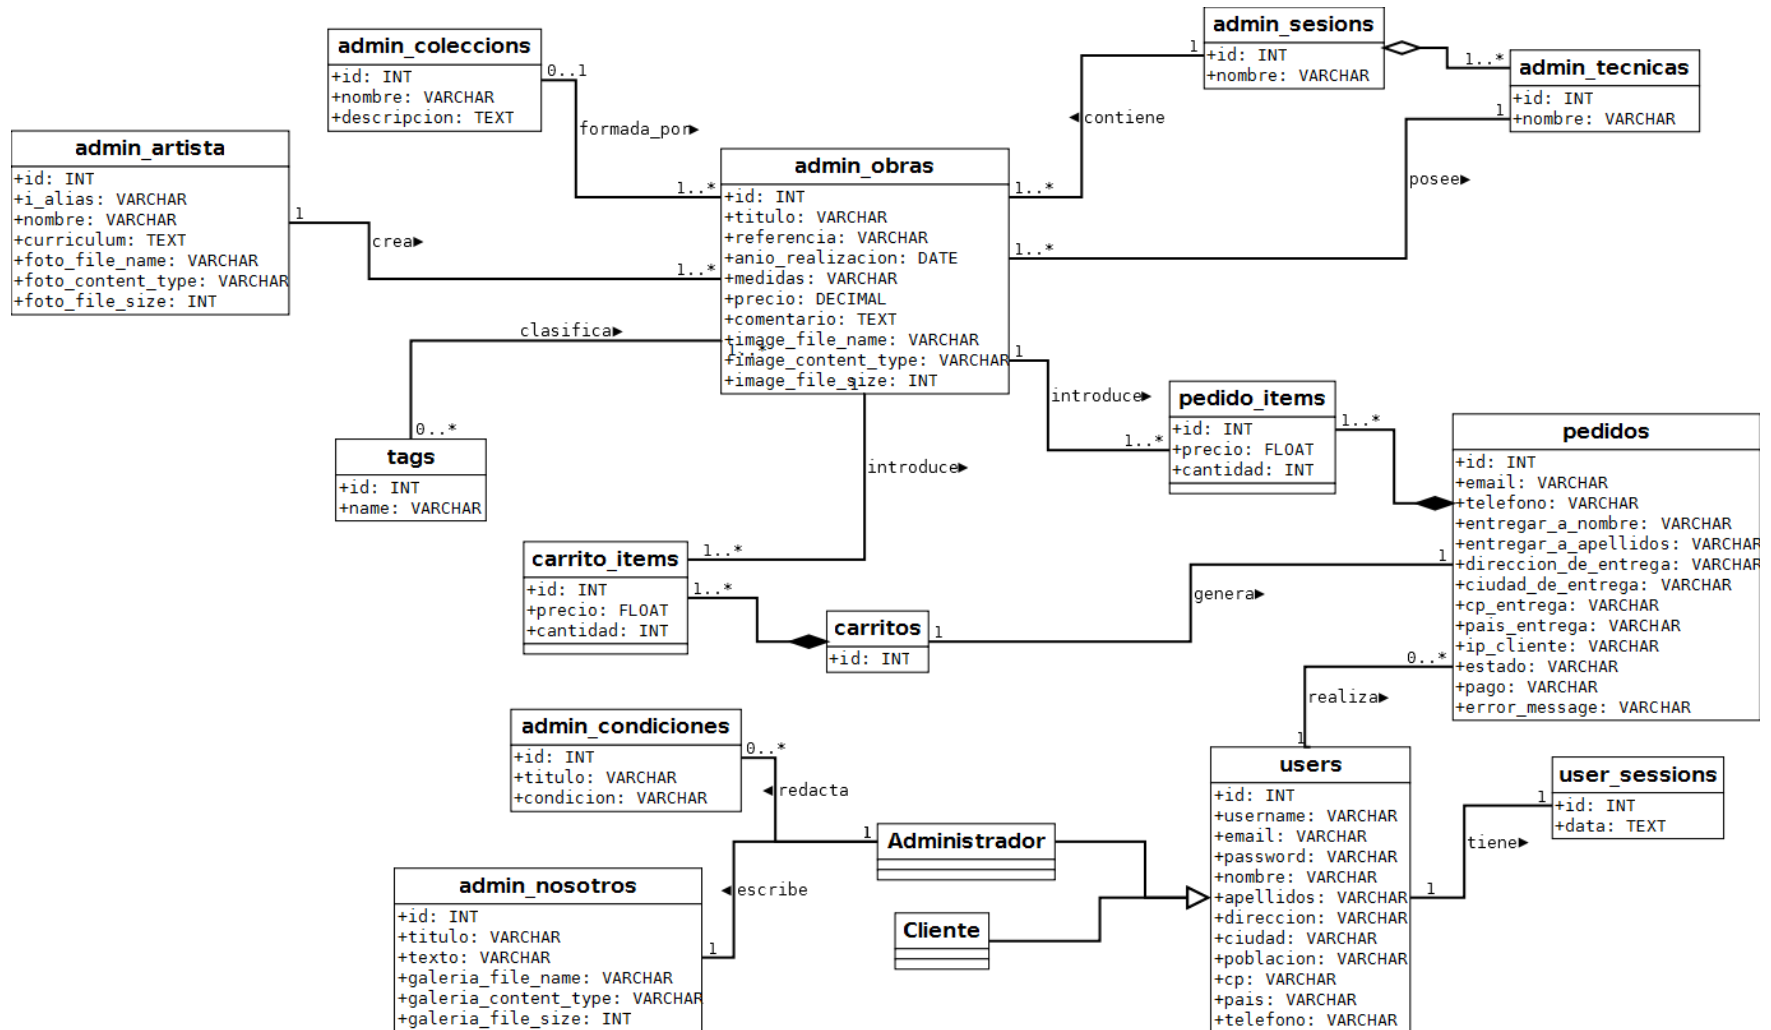 admin_coleccions
+id: INT
+nombre: VARCHAR
+descripcion: TEXT
0..1
formada_por▶
1..*
admin_sesions
+id: INT
+nombre: VARCHAR
1
◀contiene
1..*
1..*
admin_tecnicas
+id: INT
+nombre: VARCHAR
1
posee▶
1..*
admin_artista
+id: INT
+i_alias: VARCHAR
+nombre: VARCHAR
+curriculum: TEXT
+foto_file_name: VARCHAR
+foto_content_type: VARCHAR
+foto_file_size: INT
1
crea▶
1..*
admin_obras
+id: INT
+titulo: VARCHAR
+referencia: VARCHAR
+anio_realizacion: DATE
+medidas: VARCHAR
+precio: DECIMAL
+comentario: TEXT
+image_file_name: VARCHAR
+image_content_type: VARCHAR
+image_file_size: INT
clasifica▶
1..*
0..*
tags
+id: INT
+name: VARCHAR
1
introduce▶
1..*
1
introduce▶
1..*
pedido_items
+id: INT
+precio: FLOAT
+cantidad: INT
1..*
pedidos
+id: INT
+email: VARCHAR
+telefono: VARCHAR
+entregar_a_nombre: VARCHAR
+entregar_a_apellidos: VARCHAR
+direccion_de_entrega: VARCHAR
+ciudad_de_entrega: VARCHAR
+cp_entrega: VARCHAR
+pais_entrega: VARCHAR
+ip_cliente: VARCHAR
+estado: VARCHAR
+pago: VARCHAR
+error_message: VARCHAR
carrito_items
+id: INT
+precio: FLOAT
+cantidad: INT
1..*
carritos
+id: INT
1
genera▶
1
0..*
realiza▶
1
admin_condiciones
+id: INT
+titulo: VARCHAR
+condicion: VARCHAR
0..*
◀redacta
1
Administrador
◀escribe
1
admin_nosotros
+id: INT
+titulo: VARCHAR
+texto: VARCHAR
+galeria_file_name: VARCHAR
+galeria_content_type: VARCHAR
+galeria_file_size: INT
Cliente
users
+id: INT
+username: VARCHAR
+email: VARCHAR
+password: VARCHAR
+nombre: VARCHAR
+apellidos: VARCHAR
+direccion: VARCHAR
+ciudad: VARCHAR
+poblacion: VARCHAR
+cp: VARCHAR
+pais: VARCHAR
+telefono: VARCHAR
1
tiene▶
1
user_sessions
+id: INT
+data: TEXT